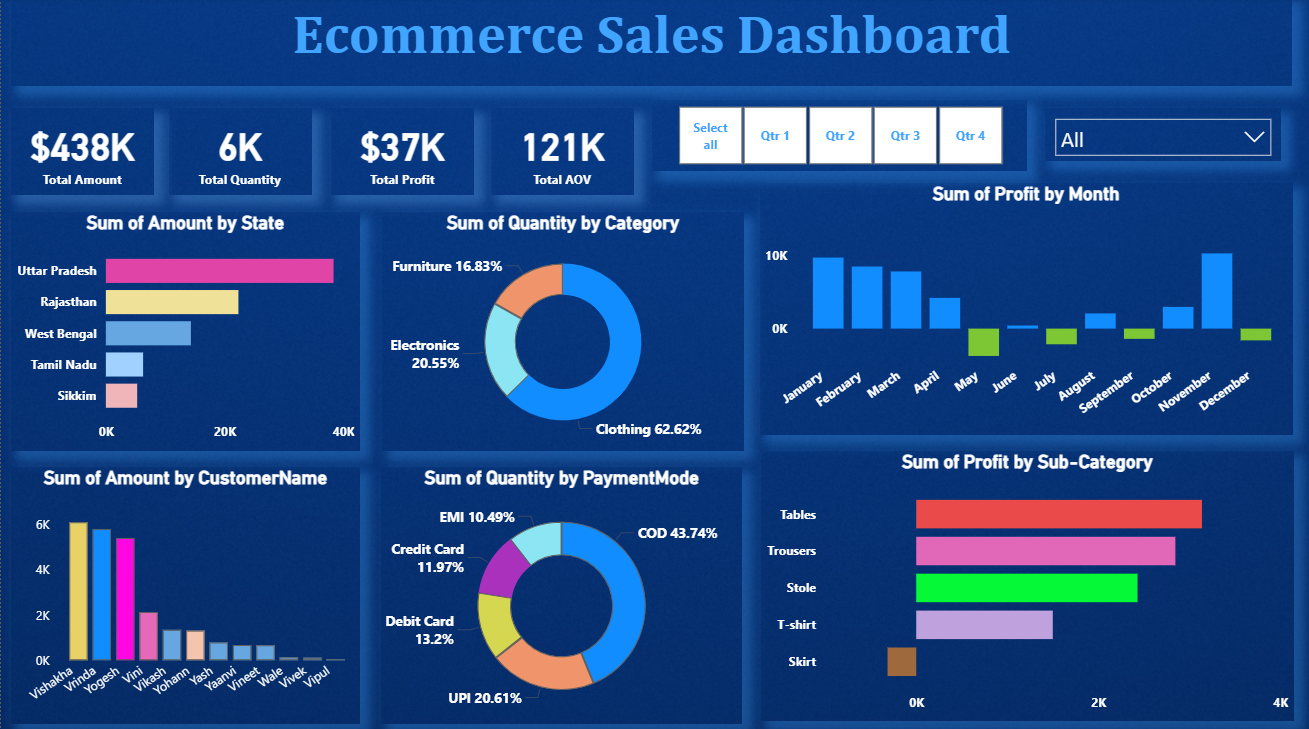 Ecommerce Sales Dashboard
$438K
Total Amount
6K
Total Quantity
$37K
Total Profit
121K
Total AOV
Select
all
Qtr 1
Qtr 2
Qtr 3
Qtr 4
All
Sum of Amount by State
Uttar Pradesh
Rajasthan
West Bengal
Tamil Nadu
Sikkim
0K
20K
40K
Sum of Quantity by Category
Furniture 16.83%
Electronics
20.55%
Clothing 62.62%
Sum of Profit by Month
10K
0K
January
February
March
April
May
June
July
August
September
October
November
December
Sum of Amount by CustomerName
6K
4K
2K
0K
Vishakha
Vrinda
Yogesh
Vini
Vikash
Yohann
Yash
Yaanvi
Vineet
Wale
Vivek
Vipul
Sum of Quantity by PaymentMode
EMI 10.49%
COD 43.74%
Credit Card
11.97%
Debit Card
13.2%
UPI 20.61%
Sum of Profit by Sub-Category
Tables
Trousers
Stole
T-shirt
Skirt
0K
2K
4K